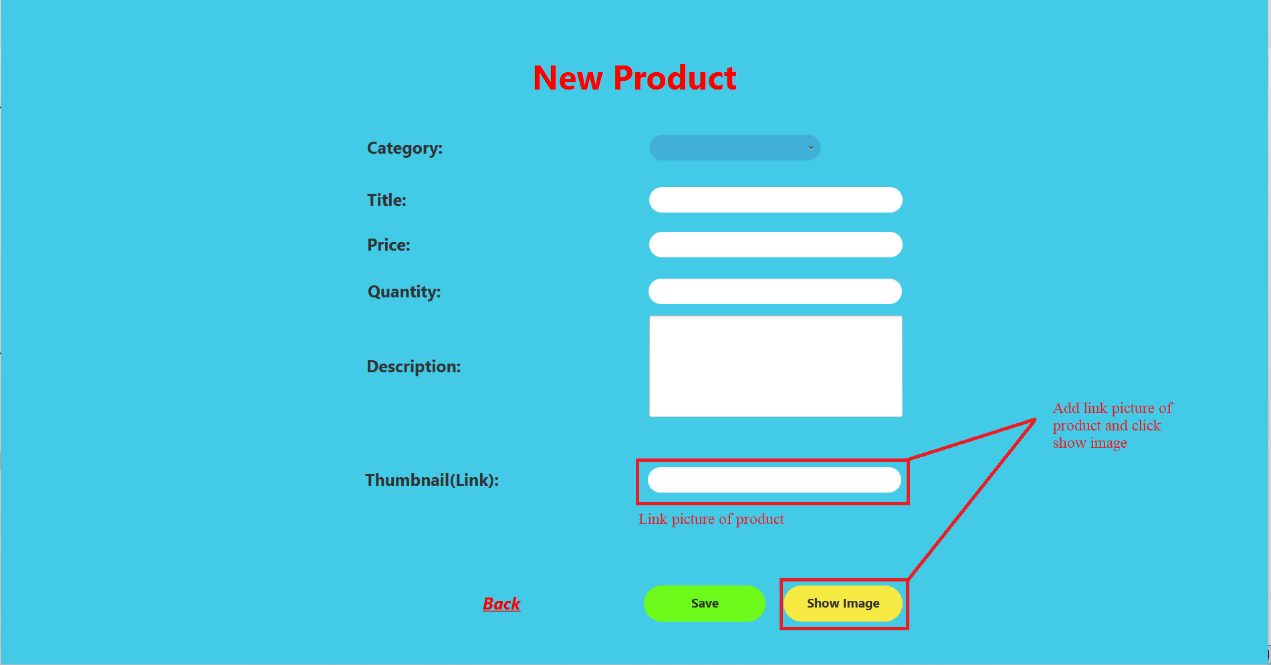 New Product
Category:
Title:
Price:
Quantity:
Description:
Add link picture of
product and click
show image
Thumbnail(Link):
Link picture of product
Back
Save
Show Image